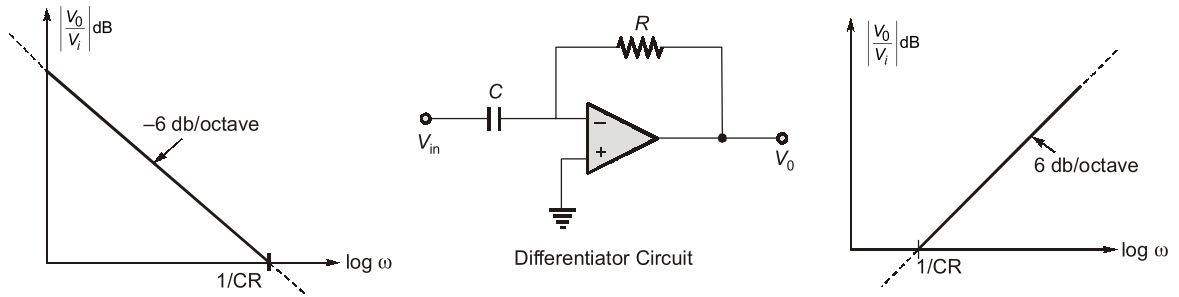 |V0/Vi| dB
–6 db/octave
1/CR
log ω
R
C
Vin
–
+
V0
Differentiator Circuit
|V0/Vi| dB
6 db/octave
1/CR
log ω